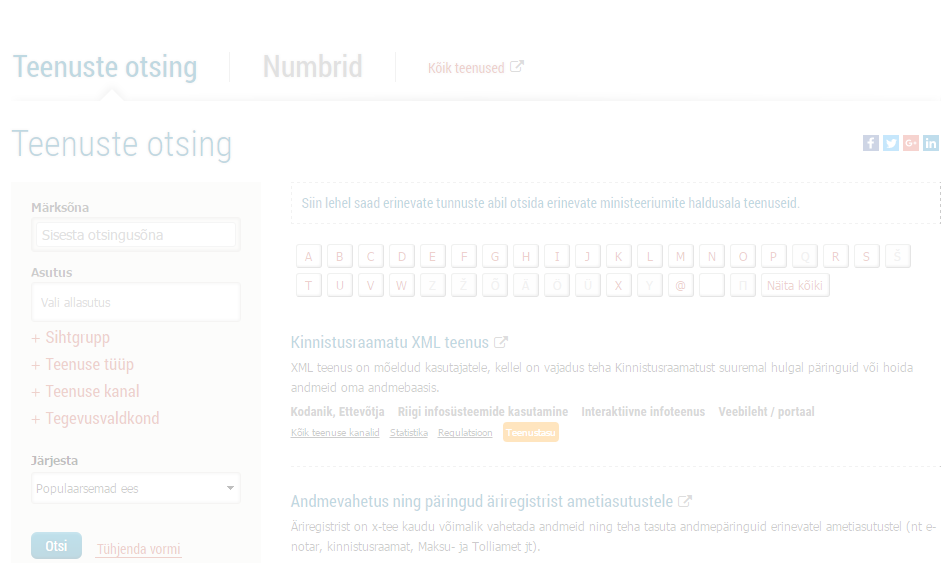 Teenuste otsing
Numbrid
Kõik teenused
Teenuste otsing
Märksõna
Sisesta otsingusõna
Asutus
Vali allasutus
+ Sihtgrupp
+ Teenuse tüüp
+ Teenuse kanal
+ Tegevusvaldkond
Järjesta
Populaarsemad ees
Otsi
Tühjenda vormi
Siin lehel saad erinevate tunnuste abil otsida erinevate ministeeriumite haldusala teenuseid.
A B C D E F G H I J K L M N O P Q R S Š
T U V W Z Ž Õ Ä Ö Ü X Y @ П Näita kõiki
Kinnistusraamatu XML teenus
XML teenus on mõeldud kasutajatele, kellel on vajadus teha Kinnistusraamatust suuremal hulgal päringuid või hoida
andmeid oma andmebaasis.
Kodanik, Ettevõtja Riigi infosüsteemide kasutamine Interaktiivne infoteenus Veebileht / portaal
Kõik teenuse kanalid Statistika Regulatsioon Teenustasu
Andmevahetus ning päringud äriregistrist ametiasutustele
Äriregistrist on x-tee kaudu võimalik vahetada andmeid ning teha tasuta andmepäringuid erinevatel ametiasutustel (nt e-
notar, kinnistusraamat, Maksu- ja Tolliamet jt).